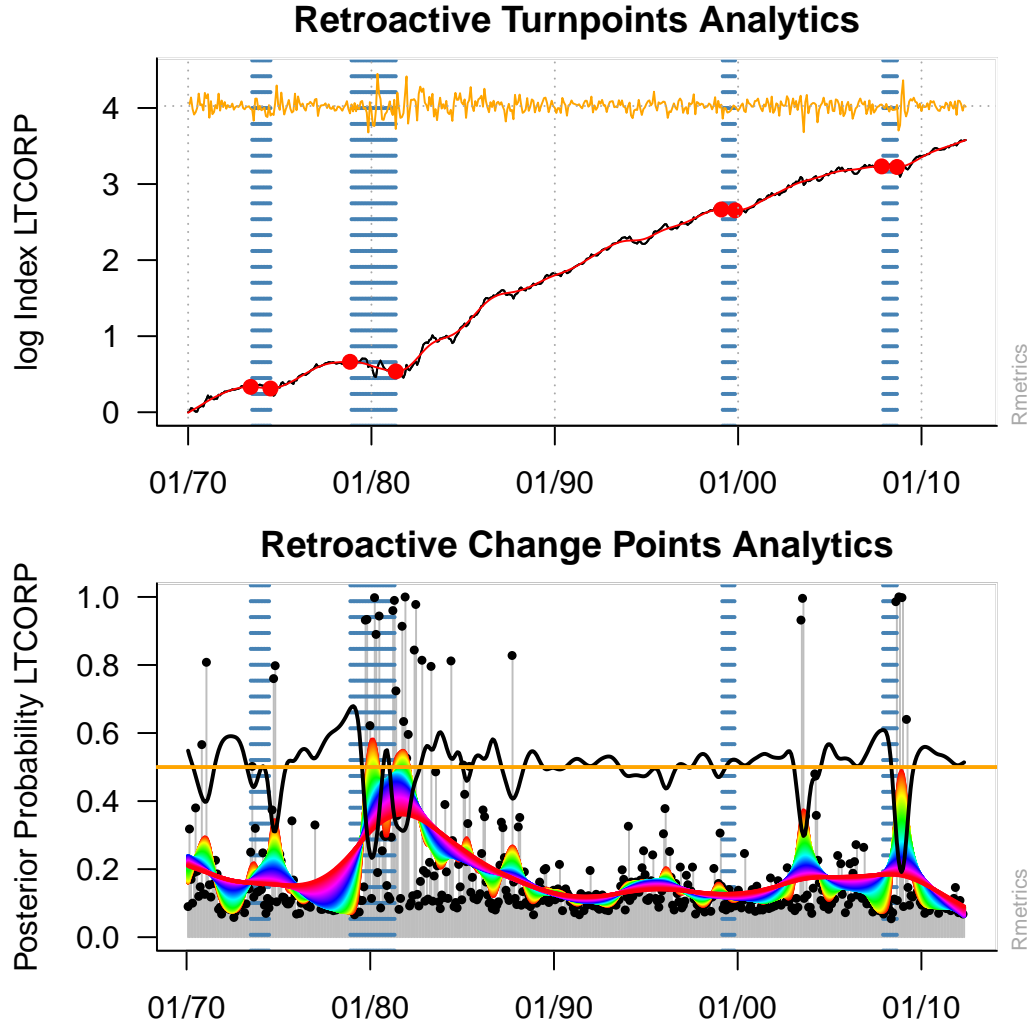 Retroactive Turnpoints Analytics
log Index LTCORP
4
3
2
1
0
01/70 01/80 01/90 01/00 01/10
Rmetrics
Retroactive Change Points Analytics
Posterior Probability LTCORP
1.0
0.8
0.6
0.4
0.2
0.0
01/70 01/80 01/90 01/00 01/10
Rmetrics